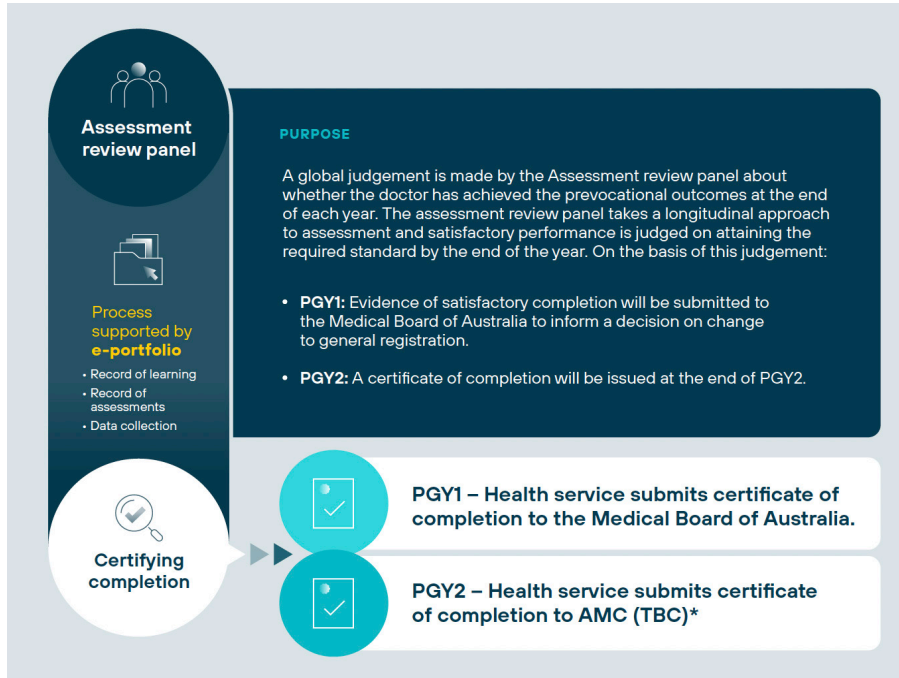 Assessment
review panel
Process
supported by
e-portfolio
• Record of learning
• Record of
assessments
• Data collection
Certifying
completion
PURPOSE
A global judgement is made by the Assessment review panel about
whether the doctor has achieved the prevocational outcomes at the end
of each year. The assessment review panel takes a longitudinal approach
to assessment and satisfactory performance is judged on attaining the
required standard by the end of the year. On the basis of this judgement:
• PGY1: Evidence of satisfactory completion will be submitted to
the Medical Board of Australia to inform a decision on change
to general registration.
• PGY2: A certificate of completion will be issued at the end of PGY2.
PGY1 – Health service submits certificate of
completion to the Medical Board of Australia.
PGY2 – Health service submits certificate
of completion to AMC (TBC)*